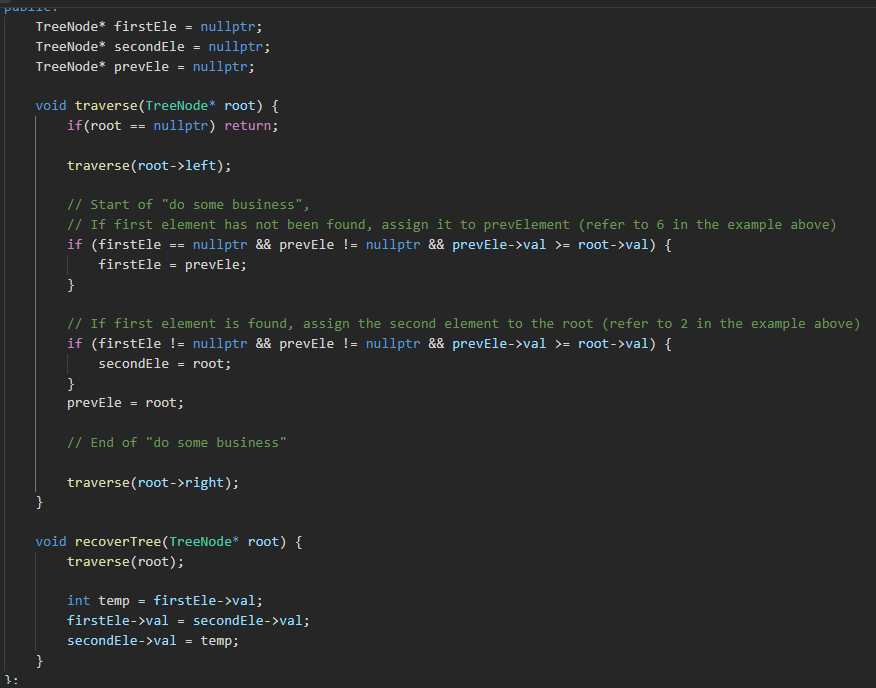 public:
    TreeNode* firstEle = nullptr;
    TreeNode* secondEle = nullptr;
    TreeNode* prevEle = nullptr;

    void traverse(TreeNode* root) {
        if(root == nullptr) return;

        traverse(root->left);

        // Start of "do some business",
        // If first element has not been found, assign it to prevElement (refer to 6 in the example above)
        if (firstEle == nullptr && prevEle != nullptr && prevEle->val >= root->val) {
            firstEle = prevEle;
        }

        // If first element is found, assign the second element to the root (refer to 2 in the example above)
        if (firstEle != nullptr && prevEle != nullptr && prevEle->val >= root->val) {
            secondEle = root;
        }
        prevEle = root;

        // End of "do some business"

        traverse(root->right);
    }

    void recoverTree(TreeNode* root) {
        traverse(root);

        int temp = firstEle->val;
        firstEle->val = secondEle->val;
        secondEle->val = temp;
    }
};